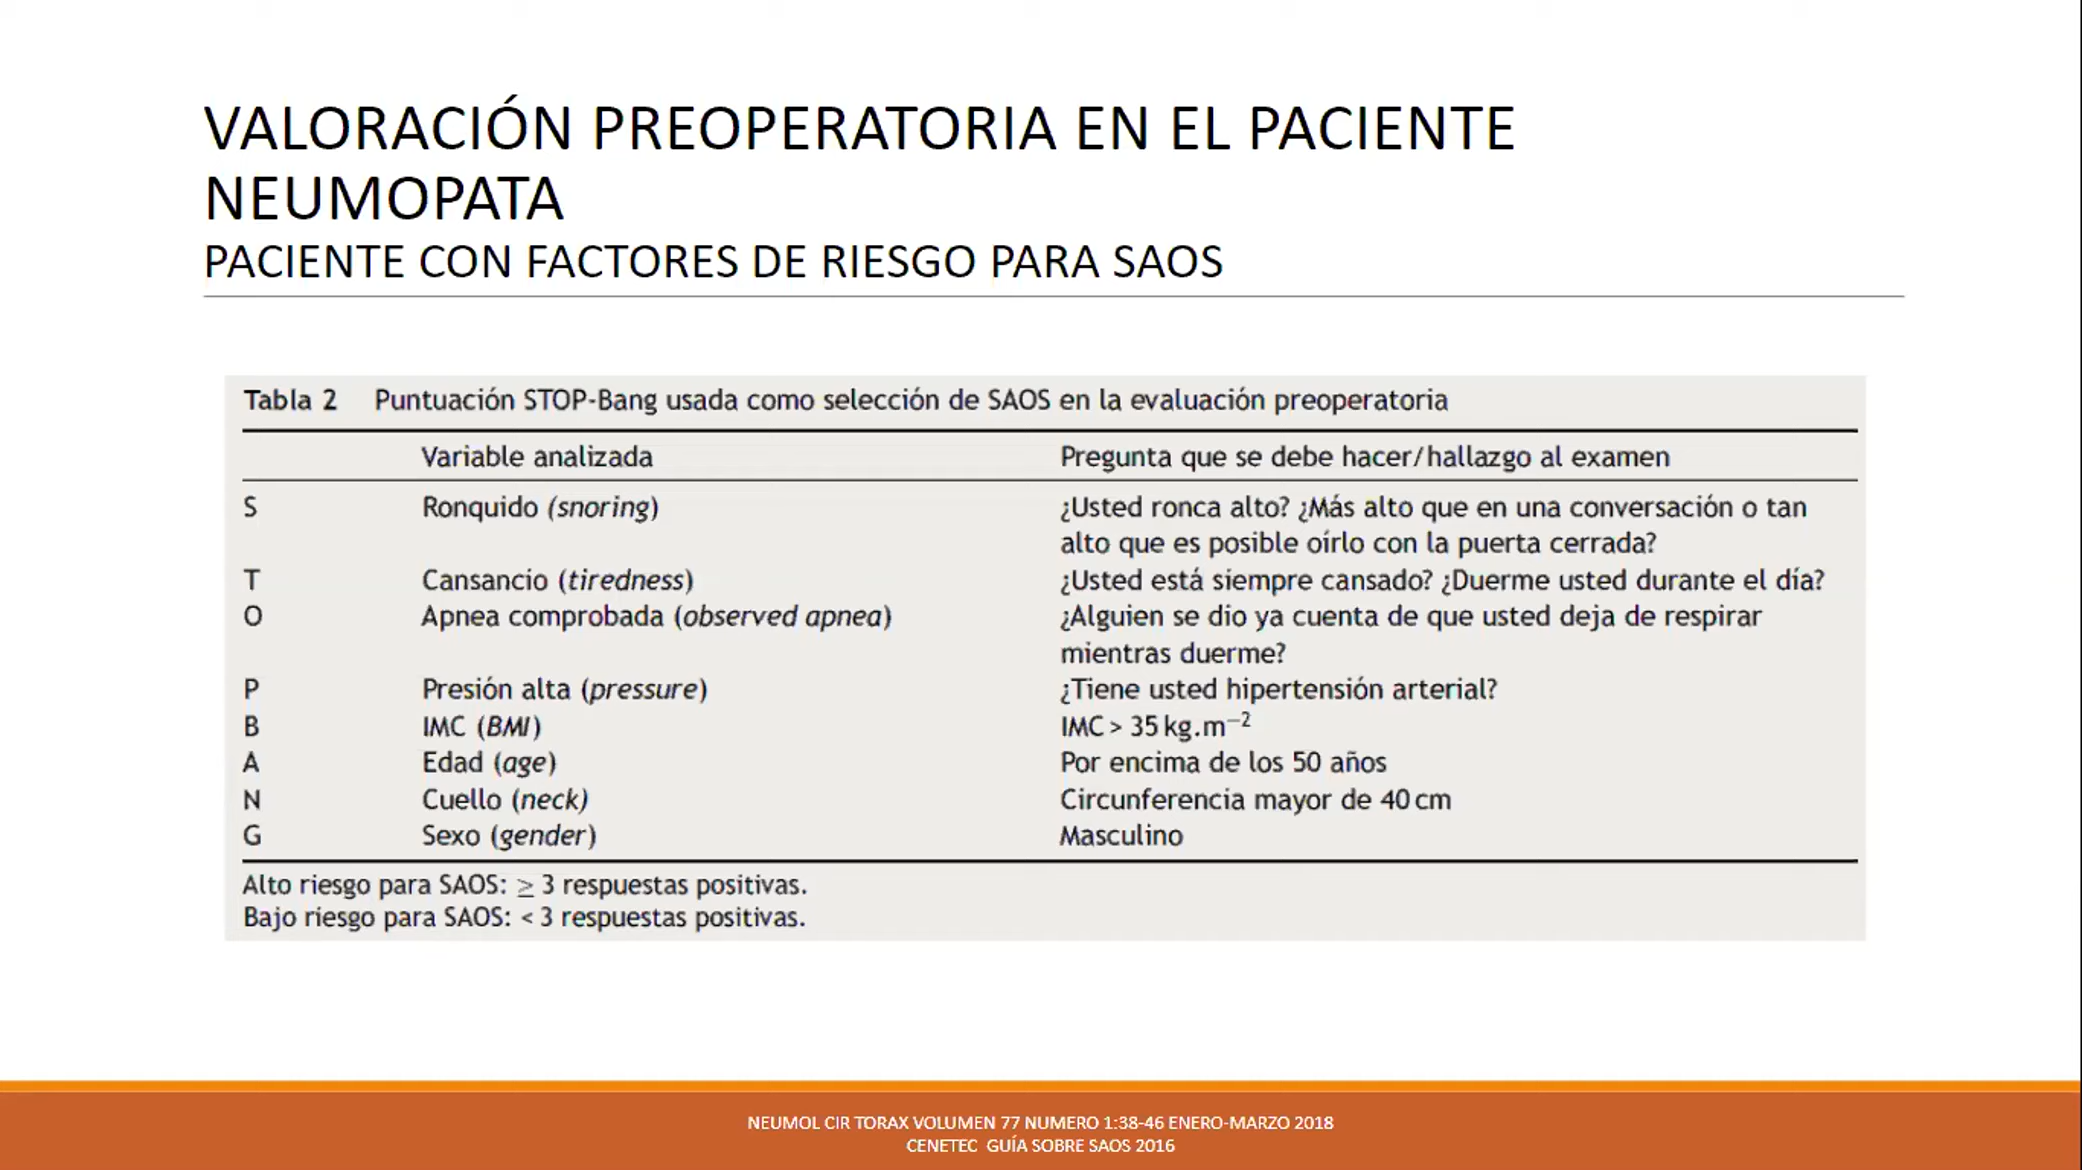 VALORACIÓN PREOPERATORIA EN EL PACIENTE
NEUMOPATA
PACIENTE CON FACTORES DE RIESGO PARA SAOS
Tabla 2 Puntuación STOP-Bang usada como selección de SAOS en la evaluación preoperatoria
Variable analizada Pregunta que se debe hacer/hallazgo al examen
S Ronquido (snoring) ¿Usted ronca alto? ¿Más alto que en una conversación o tan
alto que es posible oírlo con la puerta cerrada?
T Cansancio (tiredness) ¿Usted está siempre cansado? ¿Duerme usted durante el día?
O Apnea comprobada (observed apnea) ¿Alguien se dio ya cuenta de que usted deja de respirar
mientras duerme?
P Presión alta (pressure) ¿Tiene usted hipertensión arterial?
B IMC (BMI) IMC > 35 kg.m⁻²
A Edad (age) Por encima de los 50 años
N Cuello (neck) Circunferencia mayor de 40 cm
G Sexo (gender) Masculino
Alto riesgo para SAOS: ≥ 3 respuestas positivas.
Bajo riesgo para SAOS: < 3 respuestas positivas.
NEUMOL CIR TORAX VOLUMEN 77 NUMERO 1:38-46 ENERO-MARZO 2018
CENETEC GUÍA SOBRE SAOS 2016